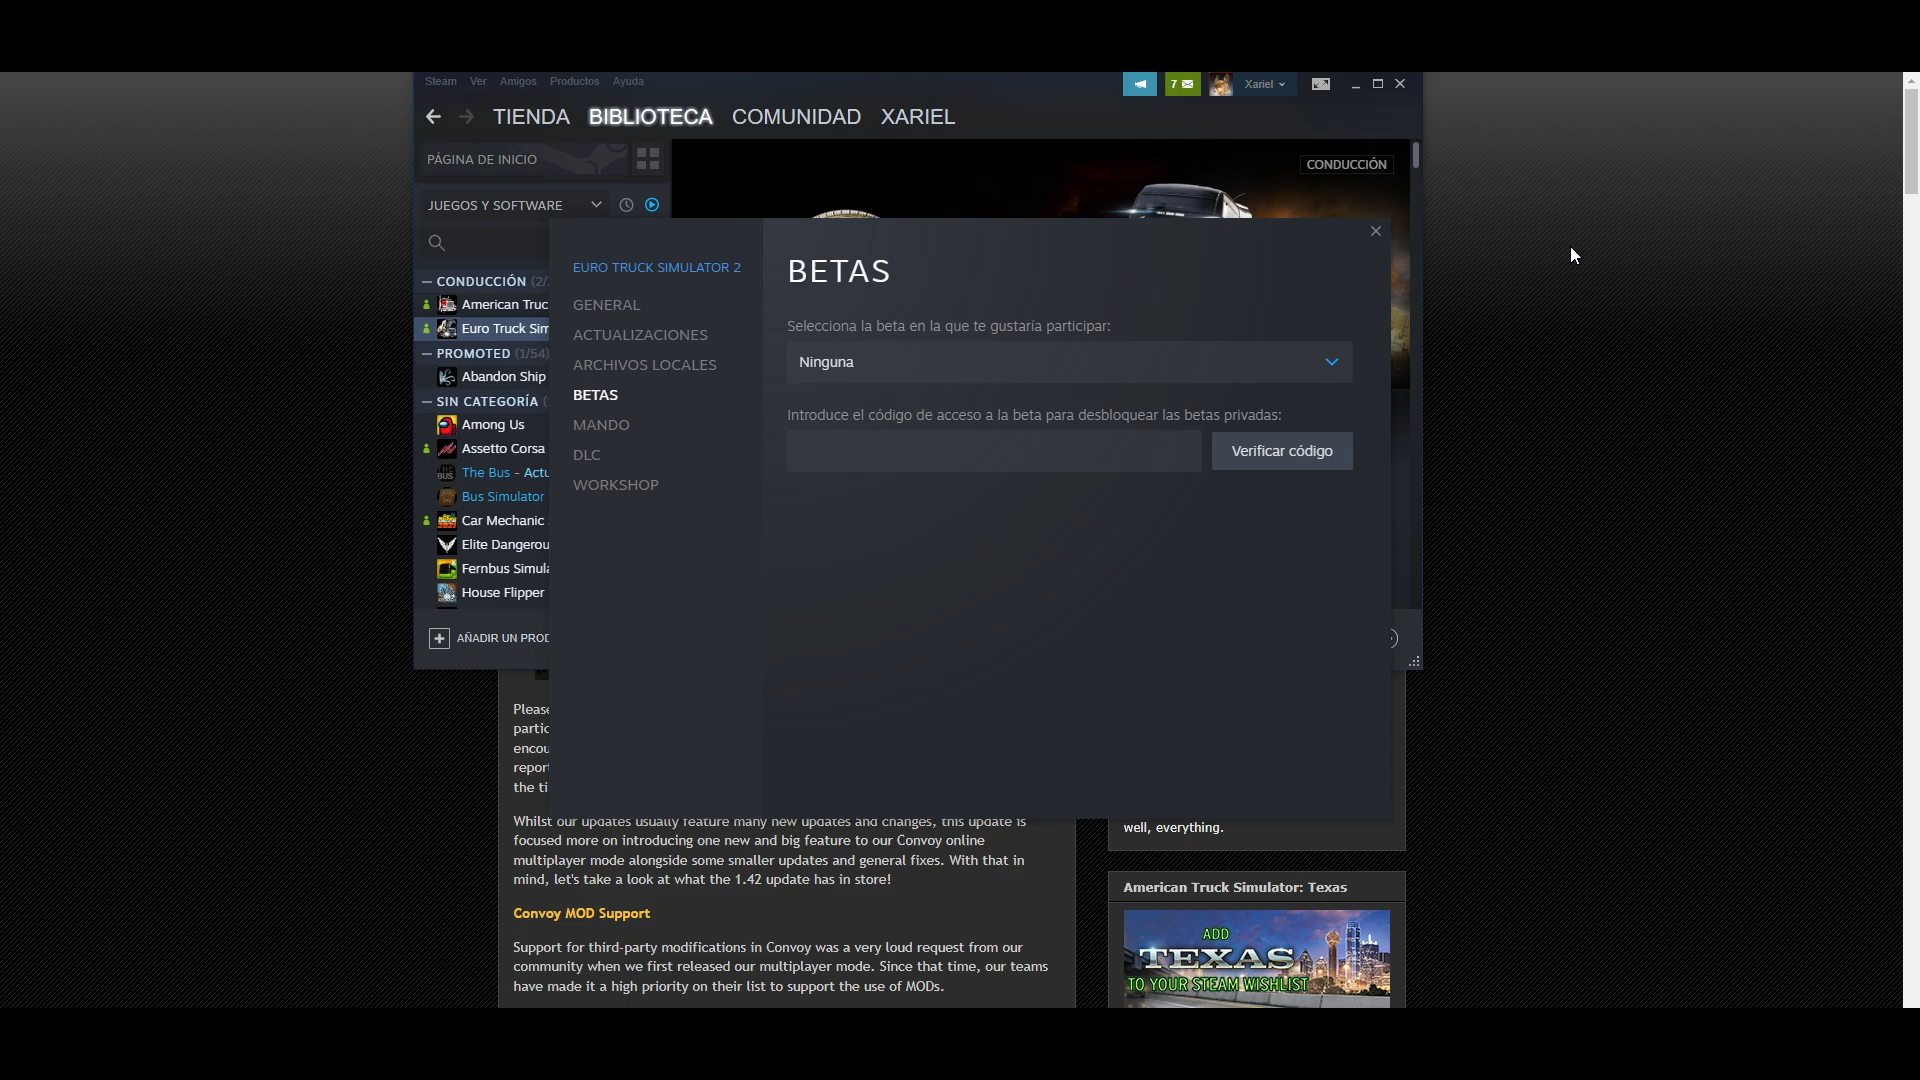 Steam Ver Amigos Productos Ayuda
7
Xariel
TIENDA BIBLIOTECA COMUNIDAD XARIEL
PÁGINA DE INICIO
CONDUCCIÓN
JUEGOS Y SOFTWARE
CONDUCCIÓN
American Truc
Euro Truck Sim
PROMOTED (1/54)
Abandon Ship
SIN CATEGORÍA
Among Us
Assetto Corsa
The Bus - Actu
Bus Simulator
Car Mechanic
Elite Dangerou
Fernbus Simula
House Flipper
AÑADIR UN PROD
EURO TRUCK SIMULATOR 2
GENERAL
ACTUALIZACIONES
ARCHIVOS LOCALES
BETAS
MANDO
DLC
WORKSHOP
BETAS
Selecciona la beta en la que te gustaría participar:
Ninguna
Introduce el código de acceso a la beta para desbloquear las betas privadas:
Verificar código
Please
partic
encou
report
the ti
Whilst our updates usually feature many new updates and changes, this update is
focused more on introducing one new and big feature to our Convoy online
multiplayer mode alongside some smaller updates and general fixes. With that in
mind, let's take a look at what the 1.42 update has in store!
Convoy MOD Support
Support for third-party modifications in Convoy was a very loud request from our
community when we first released our multiplayer mode. Since that time, our teams
have made it a high priority on their list to support the use of MODs.
well, everything.
American Truck Simulator: Texas
ADD
TEXAS
TO YOUR STEAM WISHLIST